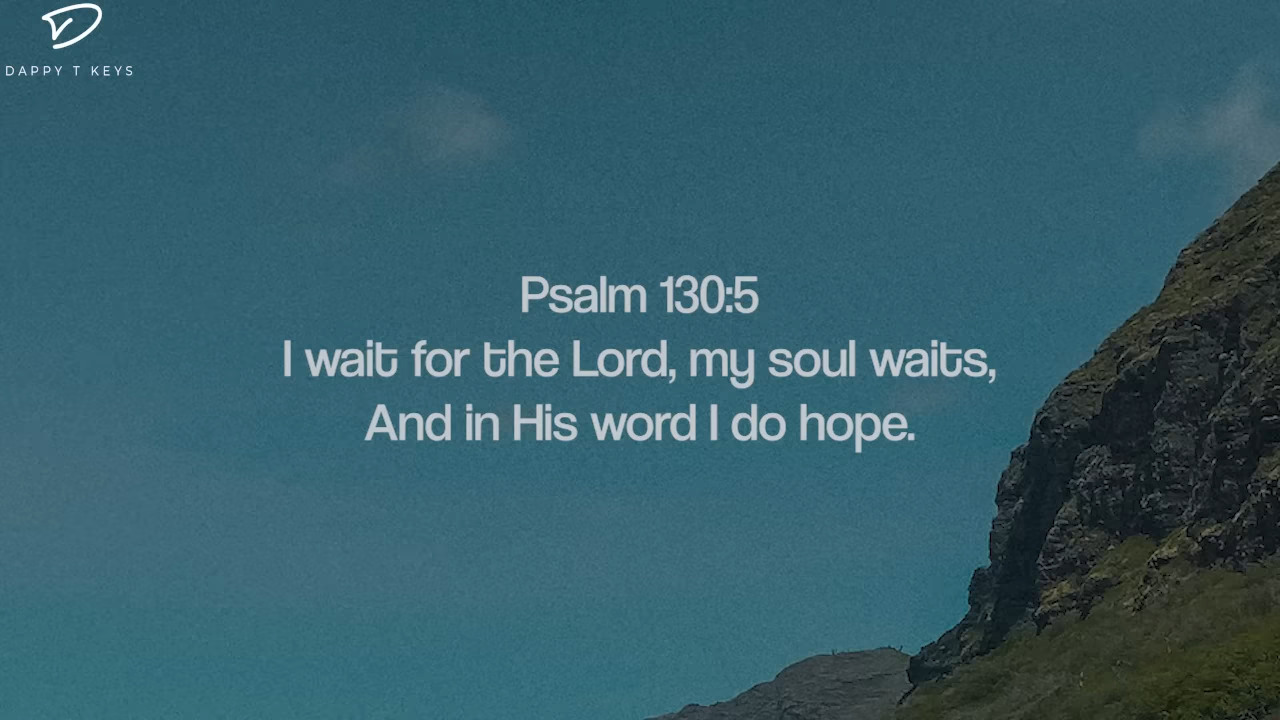 DAPPY T KEYS
Psalm 130:5
I wait for the Lord, my soul waits,
And in His word I do hope.